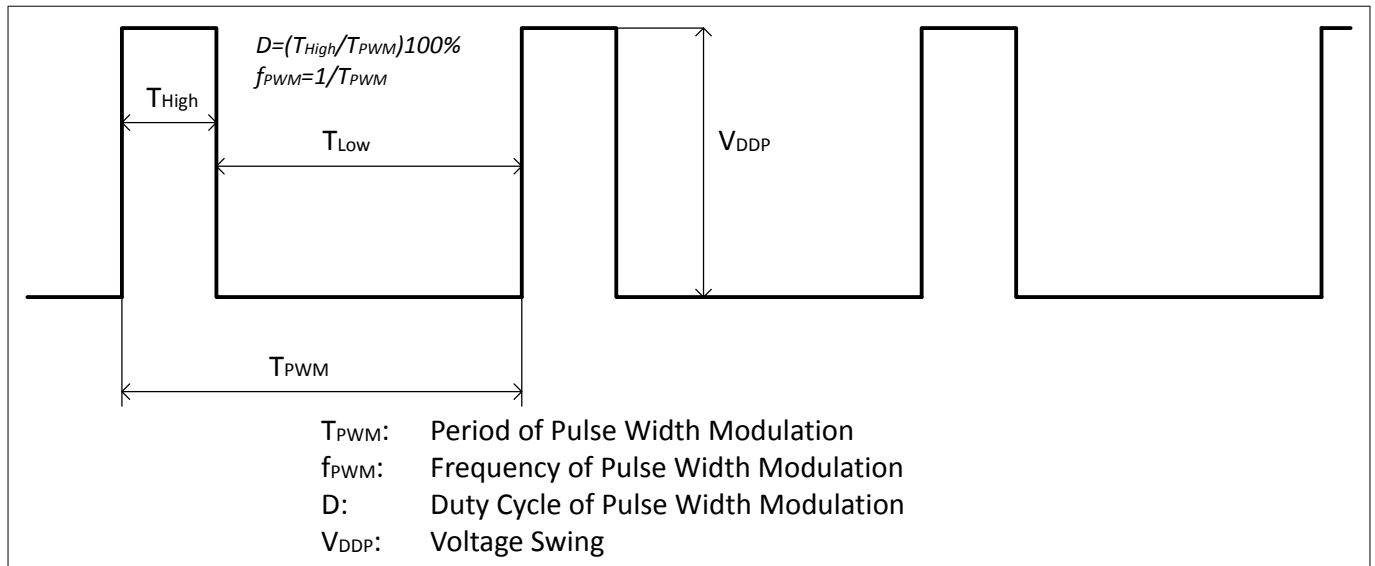 D=(THigh/TPWM)100%
fPWM=1/TPWM
THigh
TLow
VDDP
TPWM
TPWM: Period of Pulse Width Modulation
fPWM: Frequency of Pulse Width Modulation
D: Duty Cycle of Pulse Width Modulation
VDDP: Voltage Swing